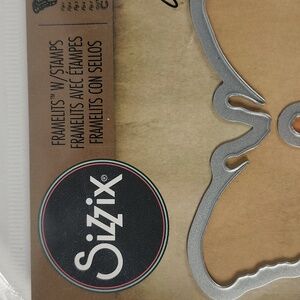 FRAMELITS™ W/STAMPS
FRAMELITS AVEC ÉTAMPES
FRAMELITS CON SELLOS
Sizzix®